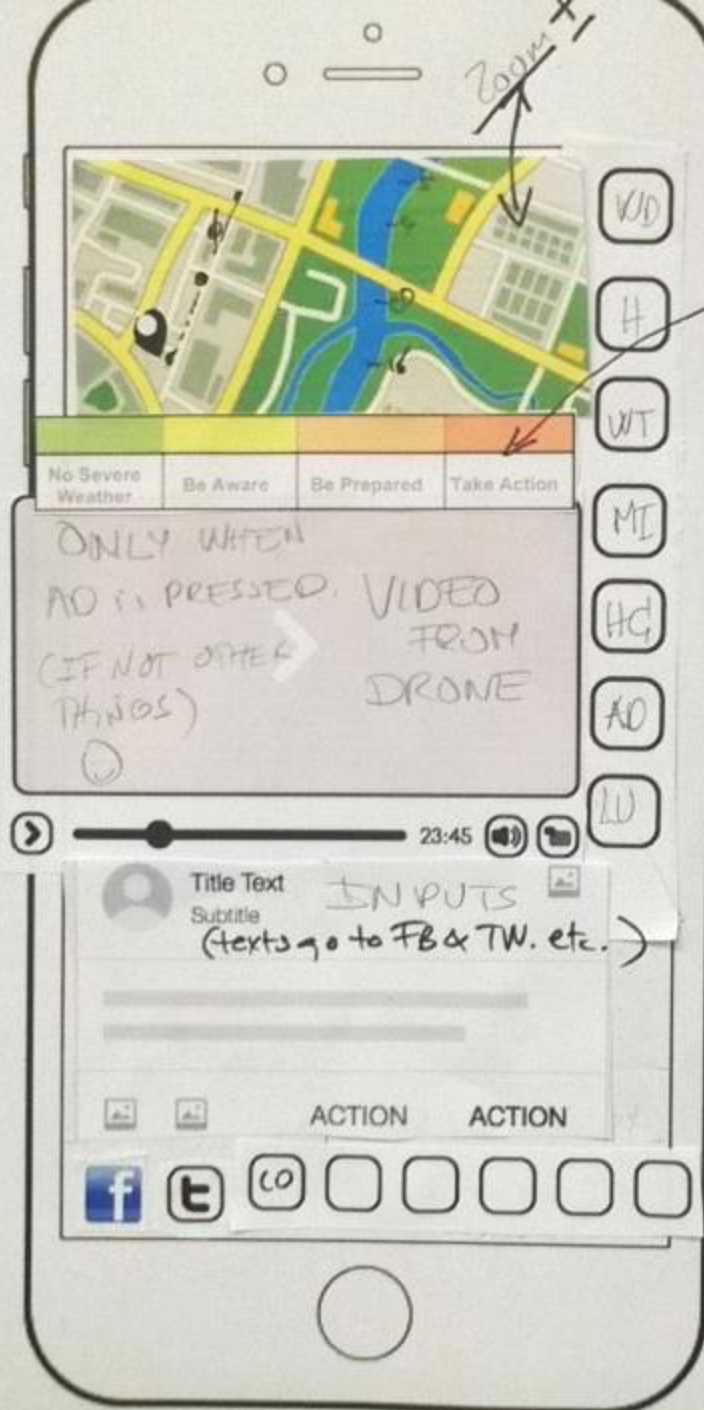 Zoom +-
WD
H
WT
MI
HG
AD
LU
16
No Severe
Weather
Be Aware
Be Prepared
Take Action
ONLY WHEN
AD is PRESSED.
(IF NOT OTHER
THINGS)
VIDEO
FROM
DRONE
23:45
Title Text
INPUTS
Subtitle
(texts go to FB & TW. etc.)
ACTION
ACTION
f
t
CO